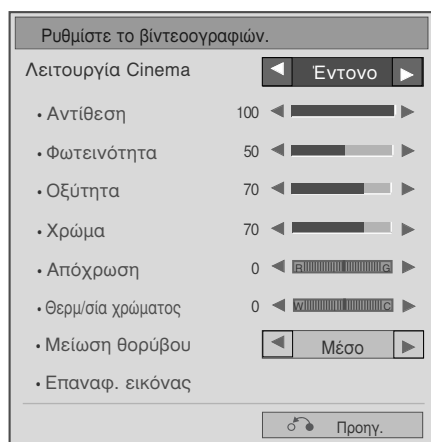 Ρυθμίστε το βίντεοογραφιών.
Λειτουργία Cinema ◀ Έντονο ▶
• Αντίθεση 100
• Φωτεινότητα 50
• Οξύτητα 70
• Χρώμα 70
• Απόχρωση 0 R G
• Θερμ/σία χρώματος 0 W C
• Μείωση θορύβου ◀ Μέσο ▶
• Επαναφ. εικόνας
Προηγ.